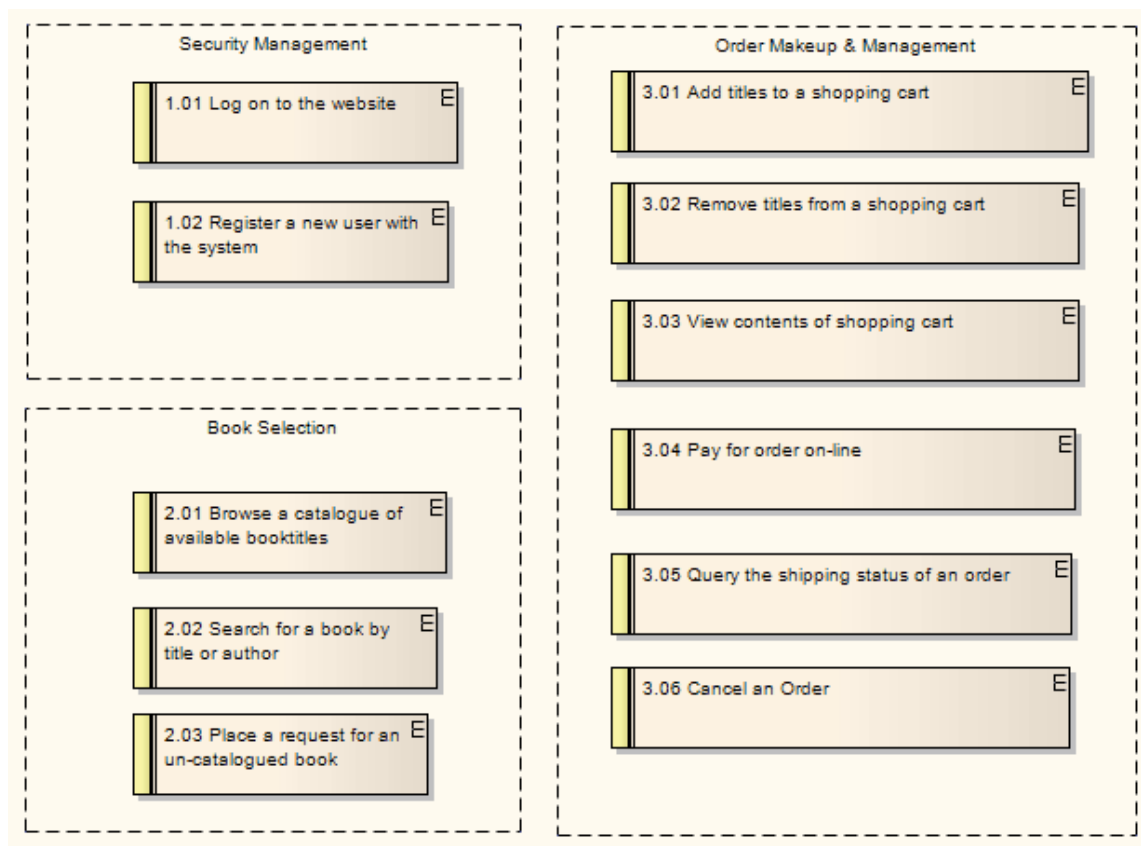 Security Management
1.01 Log on to the website
E
1.02 Register a new user with
the system
E
Book Selection
2.01 Browse a catalogue of
available booktitles
E
2.02 Search for a book by
title or author
E
2.03 Place a request for an
un-catalogued book
E
Order Makeup & Management
3.01 Add titles to a shopping cart
E
3.02 Remove titles from a shopping cart
E
3.03 View contents of shopping cart
E
3.04 Pay for order on-line
E
3.05 Query the shipping status of an order
E
3.06 Cancel an Order
E